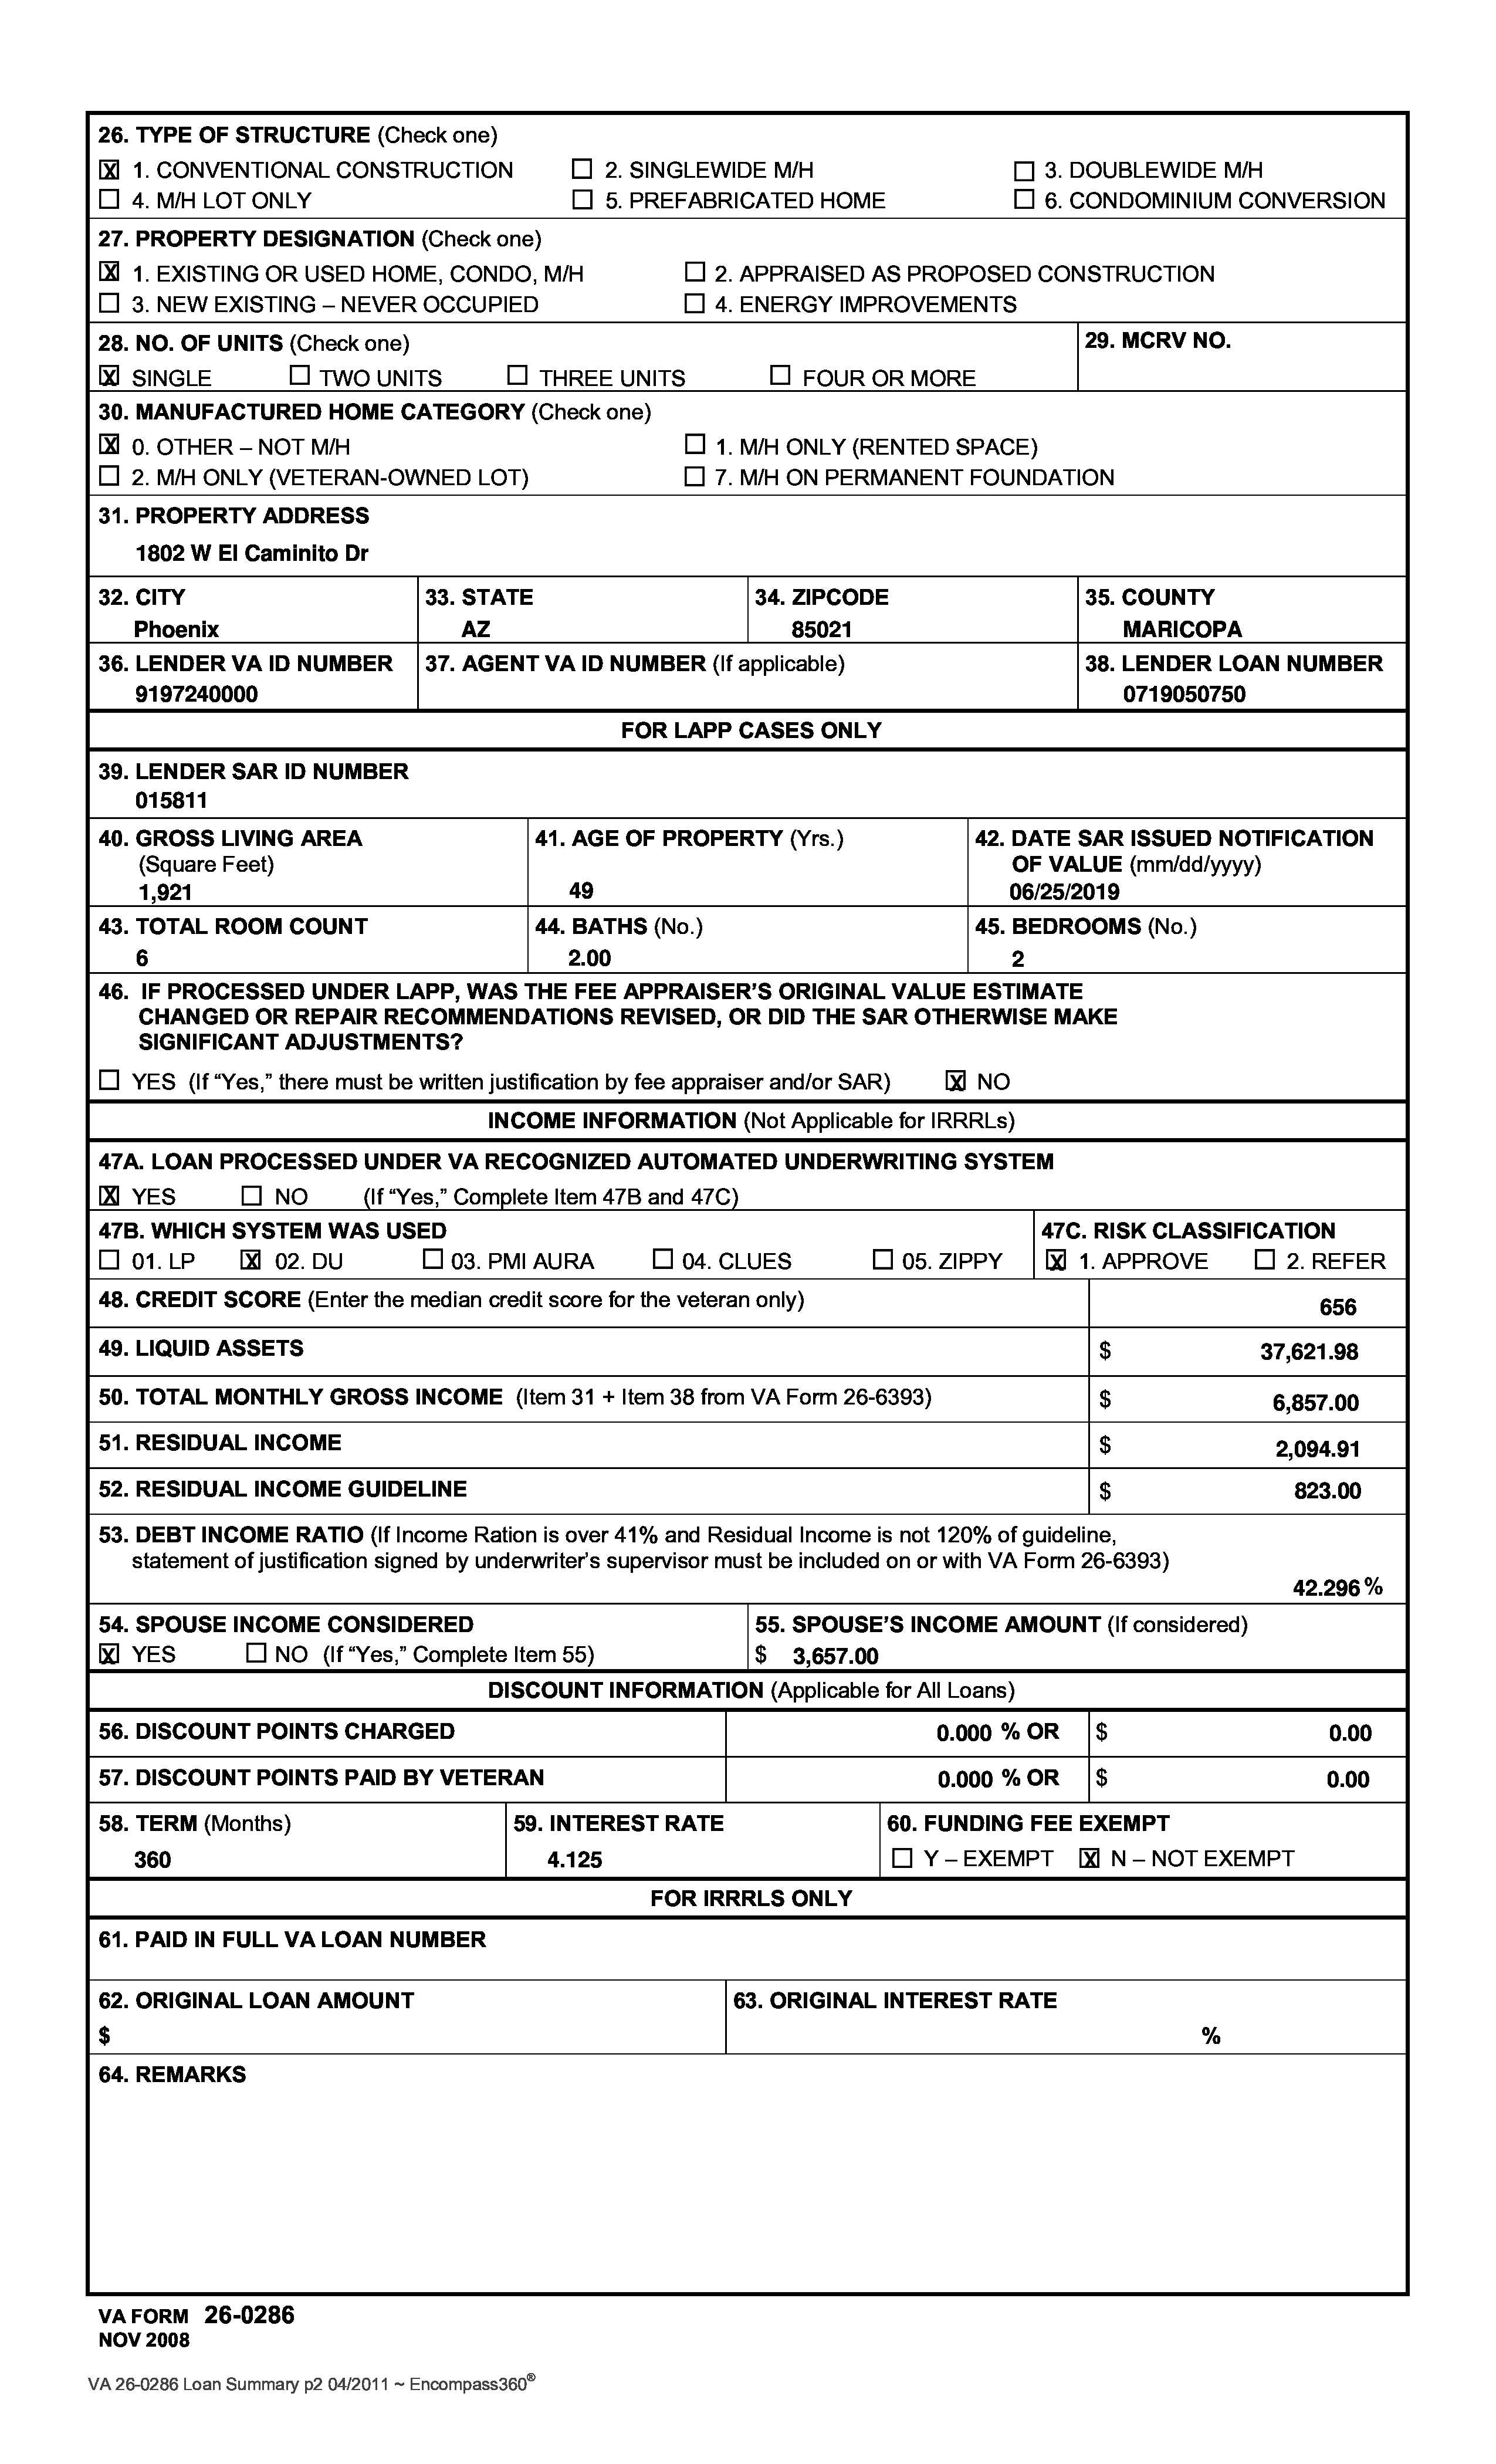 26. TYPE OF STRUCTURE (Check one)
X 1. CONVENTIONAL CONSTRUCTION 2. SINGLEWIDE M/H 3. DOUBLEWIDE M/H
4. M/H LOT ONLY 5. PREFABRICATED HOME 6. CONDOMINIUM CONVERSION
27. PROPERTY DESIGNATION (Check one)
X 1. EXISTING OR USED HOME, CONDO, M/H 2. APPRAISED AS PROPOSED CONSTRUCTION
3. NEW EXISTING – NEVER OCCUPIED 4. ENERGY IMPROVEMENTS
28. NO. OF UNITS (Check one) 29. MCRV NO.
X SINGLE TWO UNITS THREE UNITS FOUR OR MORE
30. MANUFACTURED HOME CATEGORY (Check one)
X 0. OTHER – NOT M/H 1. M/H ONLY (RENTED SPACE)
2. M/H ONLY (VETERAN-OWNED LOT) 7. M/H ON PERMANENT FOUNDATION
31. PROPERTY ADDRESS
1802 W El Caminito Dr
32. CITY 33. STATE 34. ZIPCODE 35. COUNTY
Phoenix AZ 85021 MARICOPA
36. LENDER VA ID NUMBER 37. AGENT VA ID NUMBER (If applicable) 38. LENDER LOAN NUMBER
9197240000 0719050750
FOR LAPP CASES ONLY
39. LENDER SAR ID NUMBER
015811
40. GROSS LIVING AREA 41. AGE OF PROPERTY (Yrs.) 42. DATE SAR ISSUED NOTIFICATION
(Square Feet) OF VALUE (mm/dd/yyyy)
1,921 49 06/25/2019
43. TOTAL ROOM COUNT 44. BATHS (No.) 45. BEDROOMS (No.)
6 2.00 2
46. IF PROCESSED UNDER LAPP, WAS THE FEE APPRAISER’S ORIGINAL VALUE ESTIMATE
CHANGED OR REPAIR RECOMMENDATIONS REVISED, OR DID THE SAR OTHERWISE MAKE
SIGNIFICANT ADJUSTMENTS?
YES (If “Yes,” there must be written justification by fee appraiser and/or SAR) X NO
INCOME INFORMATION (Not Applicable for IRRRLs)
47A. LOAN PROCESSED UNDER VA RECOGNIZED AUTOMATED UNDERWRITING SYSTEM
X YES NO (If “Yes,” Complete Item 47B and 47C)
47B. WHICH SYSTEM WAS USED 47C. RISK CLASSIFICATION
01. LP X 02. DU 03. PMI AURA 04. CLUES 05. ZIPPY X 1. APPROVE 2. REFER
48. CREDIT SCORE (Enter the median credit score for the veteran only) 656
49. LIQUID ASSETS $ 37,621.98
50. TOTAL MONTHLY GROSS INCOME (Item 31 + Item 38 from VA Form 26-6393) $ 6,857.00
51. RESIDUAL INCOME $ 2,094.91
52. RESIDUAL INCOME GUIDELINE $ 823.00
53. DEBT INCOME RATIO (If Income Ration is over 41% and Residual Income is not 120% of guideline,
statement of justification signed by underwriter’s supervisor must be included on or with VA Form 26-6393)
42.296 %
54. SPOUSE INCOME CONSIDERED 55. SPOUSE’S INCOME AMOUNT (If considered)
X YES NO (If “Yes,” Complete Item 55) $ 3,657.00
DISCOUNT INFORMATION (Applicable for All Loans)
56. DISCOUNT POINTS CHARGED 0.000 % OR $ 0.00
57. DISCOUNT POINTS PAID BY VETERAN 0.000 % OR $ 0.00
58. TERM (Months) 59. INTEREST RATE 60. FUNDING FEE EXEMPT
360 4.125 Y – EXEMPT X N – NOT EXEMPT
FOR IRRRLS ONLY
61. PAID IN FULL VA LOAN NUMBER
62. ORIGINAL LOAN AMOUNT 63. ORIGINAL INTEREST RATE
$ %
64. REMARKS
VA FORM 26-0286
NOV 2008
VA 26-0286 Loan Summary p2 04/2011 ~ Encompass360®